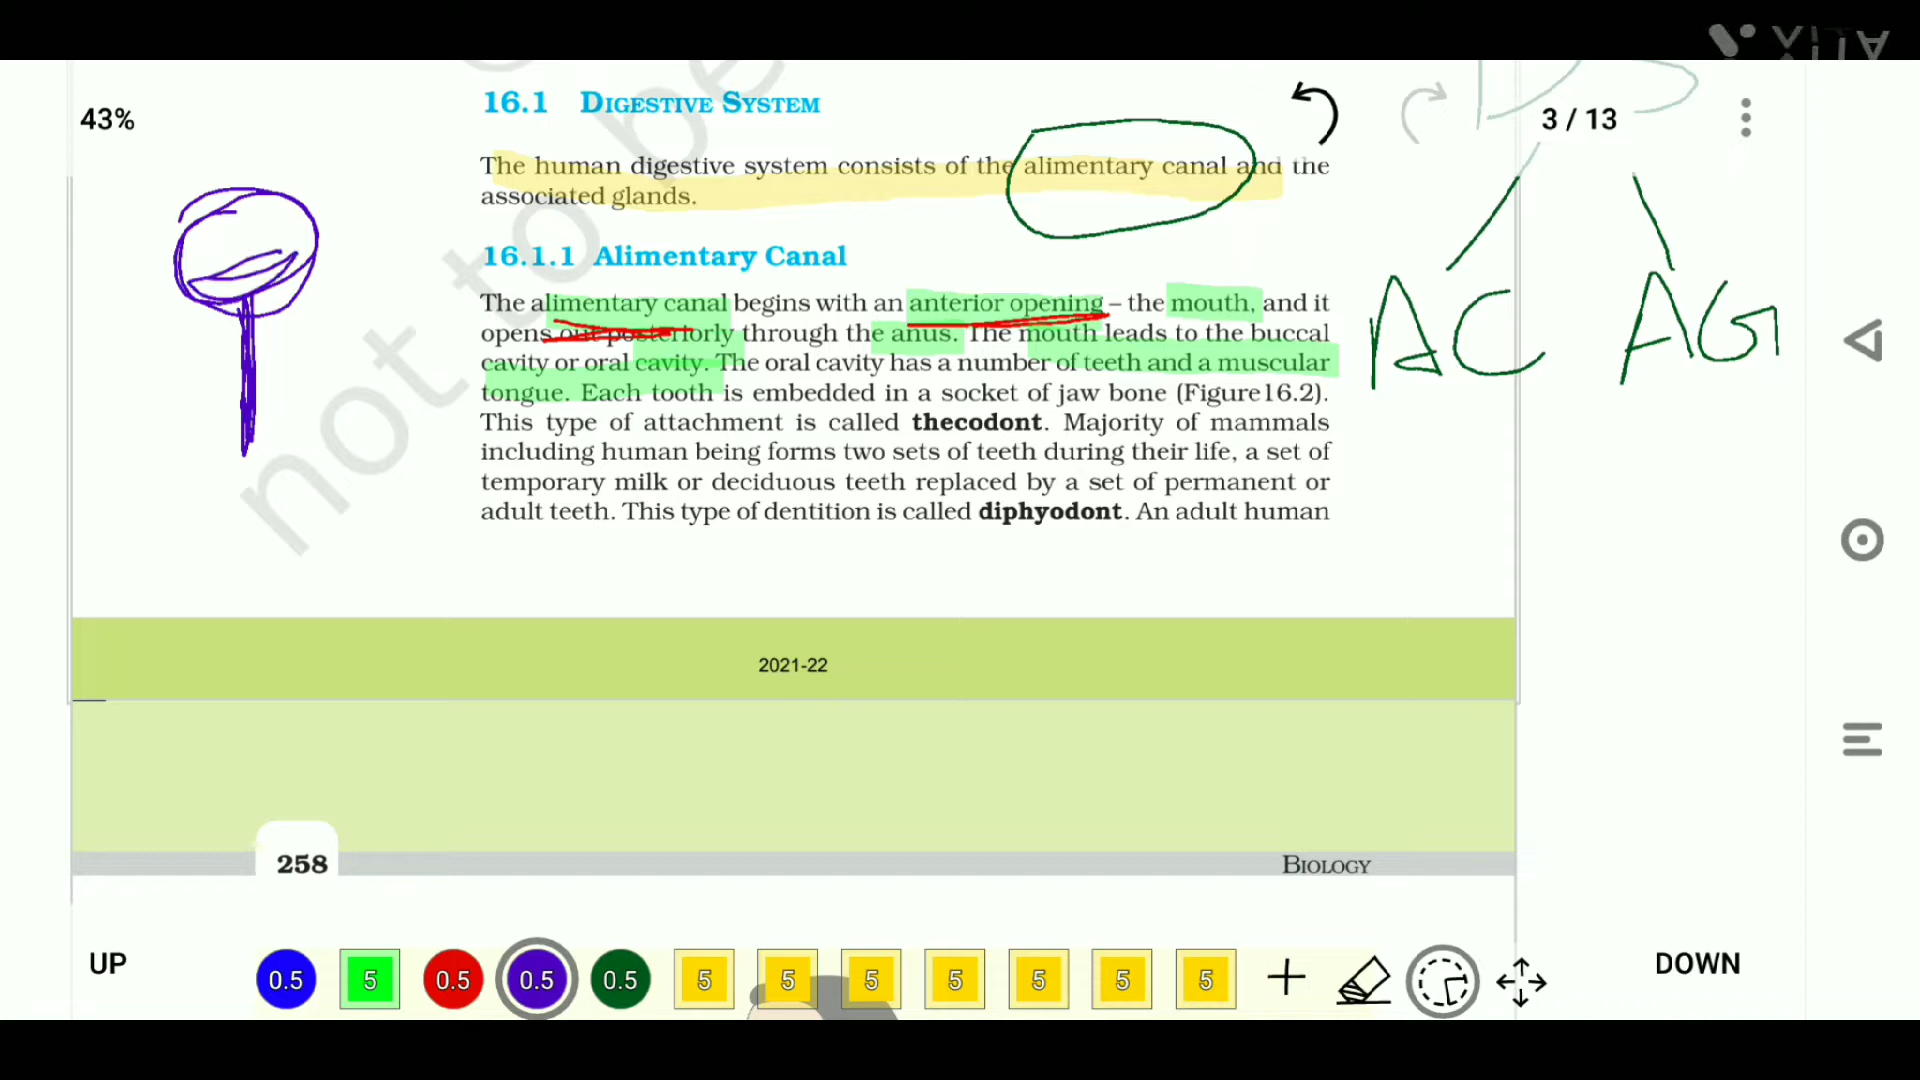 VITA
43%
16.1 DIGESTIVE SYSTEM
3 / 13
DS
The human digestive system consists of the alimentary canal and the
associated glands.
16.1.1 Alimentary Canal
The alimentary canal begins with an anterior opening – the mouth, and it
opens out posteriorly through the anus. The mouth leads to the buccal
cavity or oral cavity. The oral cavity has a number of teeth and a muscular
tongue. Each tooth is embedded in a socket of jaw bone (Figure16.2).
This type of attachment is called thecodont. Majority of mammals
including human being forms two sets of teeth during their life, a set of
temporary milk or deciduous teeth replaced by a set of permanent or
adult teeth. This type of dentition is called diphyodont. An adult human
AC AG
not to be
2021-22
258
BIOLOGY
UP
0.5 5 0.5 0.5 0.5 5 5 5 5 5 5 5
DOWN